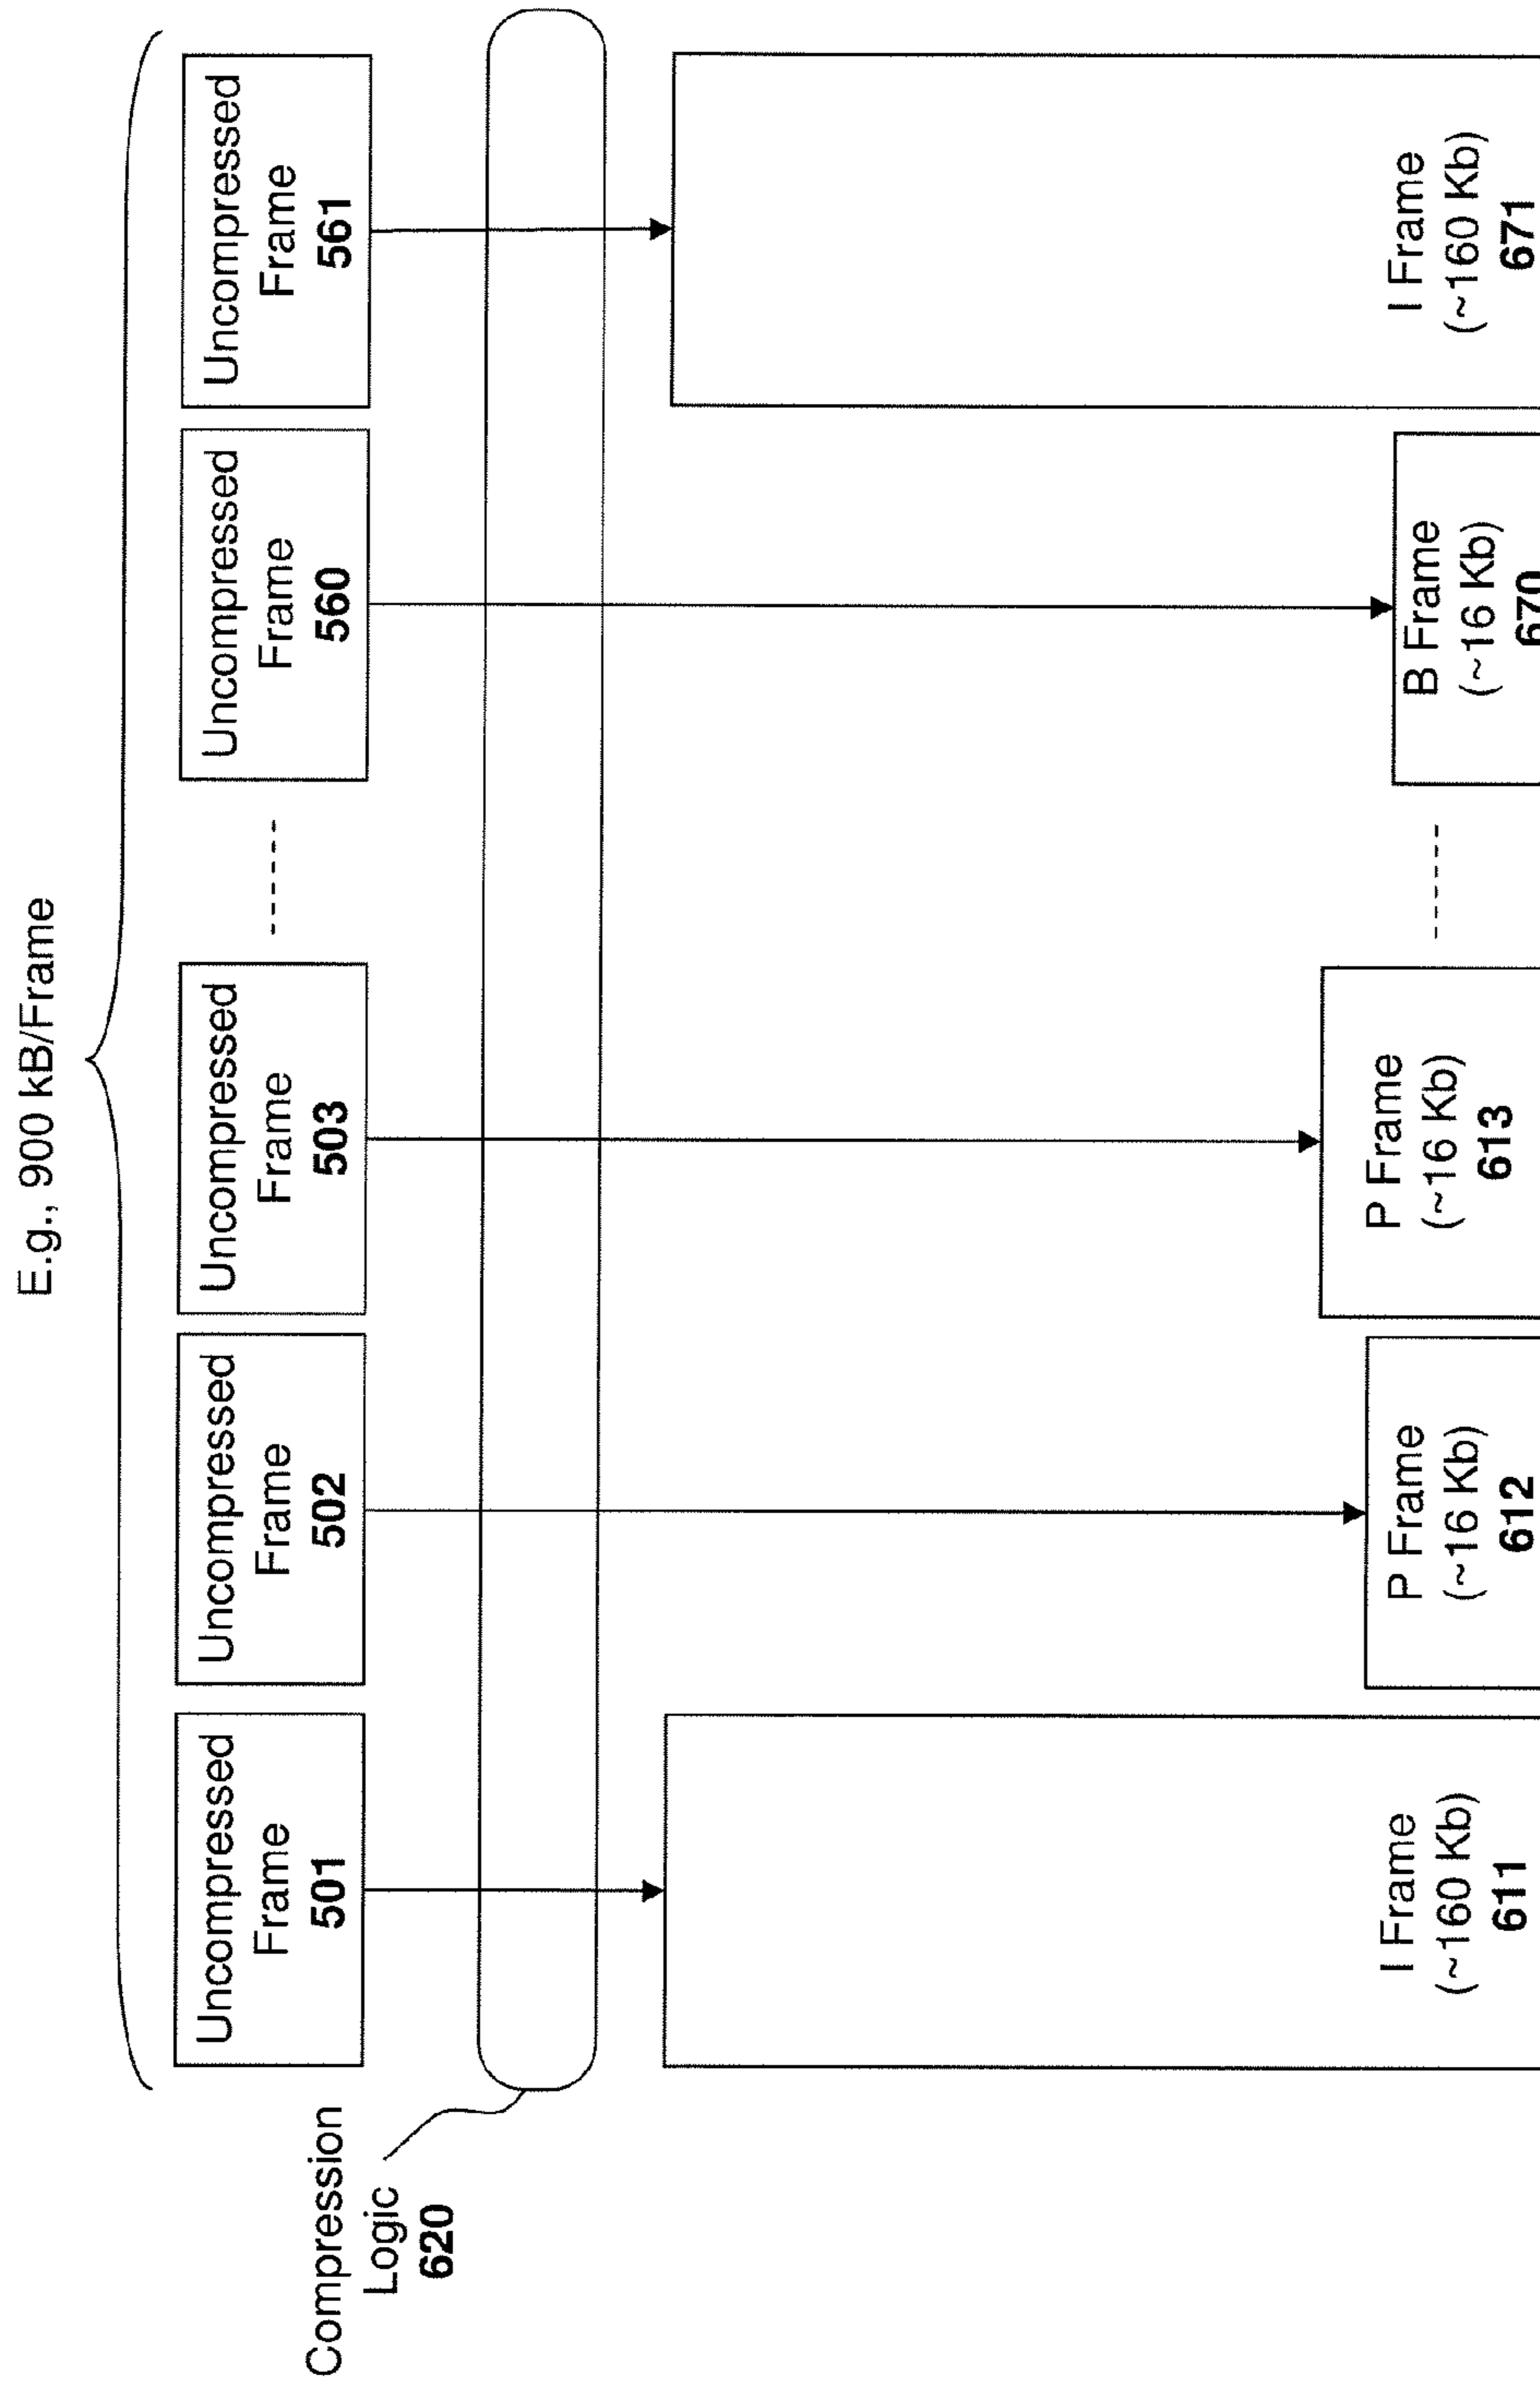 E.g., 900 kB/Frame
Uncompressed
Frame
501
Uncompressed
Frame
502
Uncompressed
Frame
503
Uncompressed
Frame
560
Uncompressed
Frame
561
Compression
Logic
620
I Frame
(~160 Kb)
611
P Frame
(~16 Kb)
612
P Frame
(~16 Kb)
613
B Frame
(~16 Kb)
670
I Frame
(~160 Kb)
671